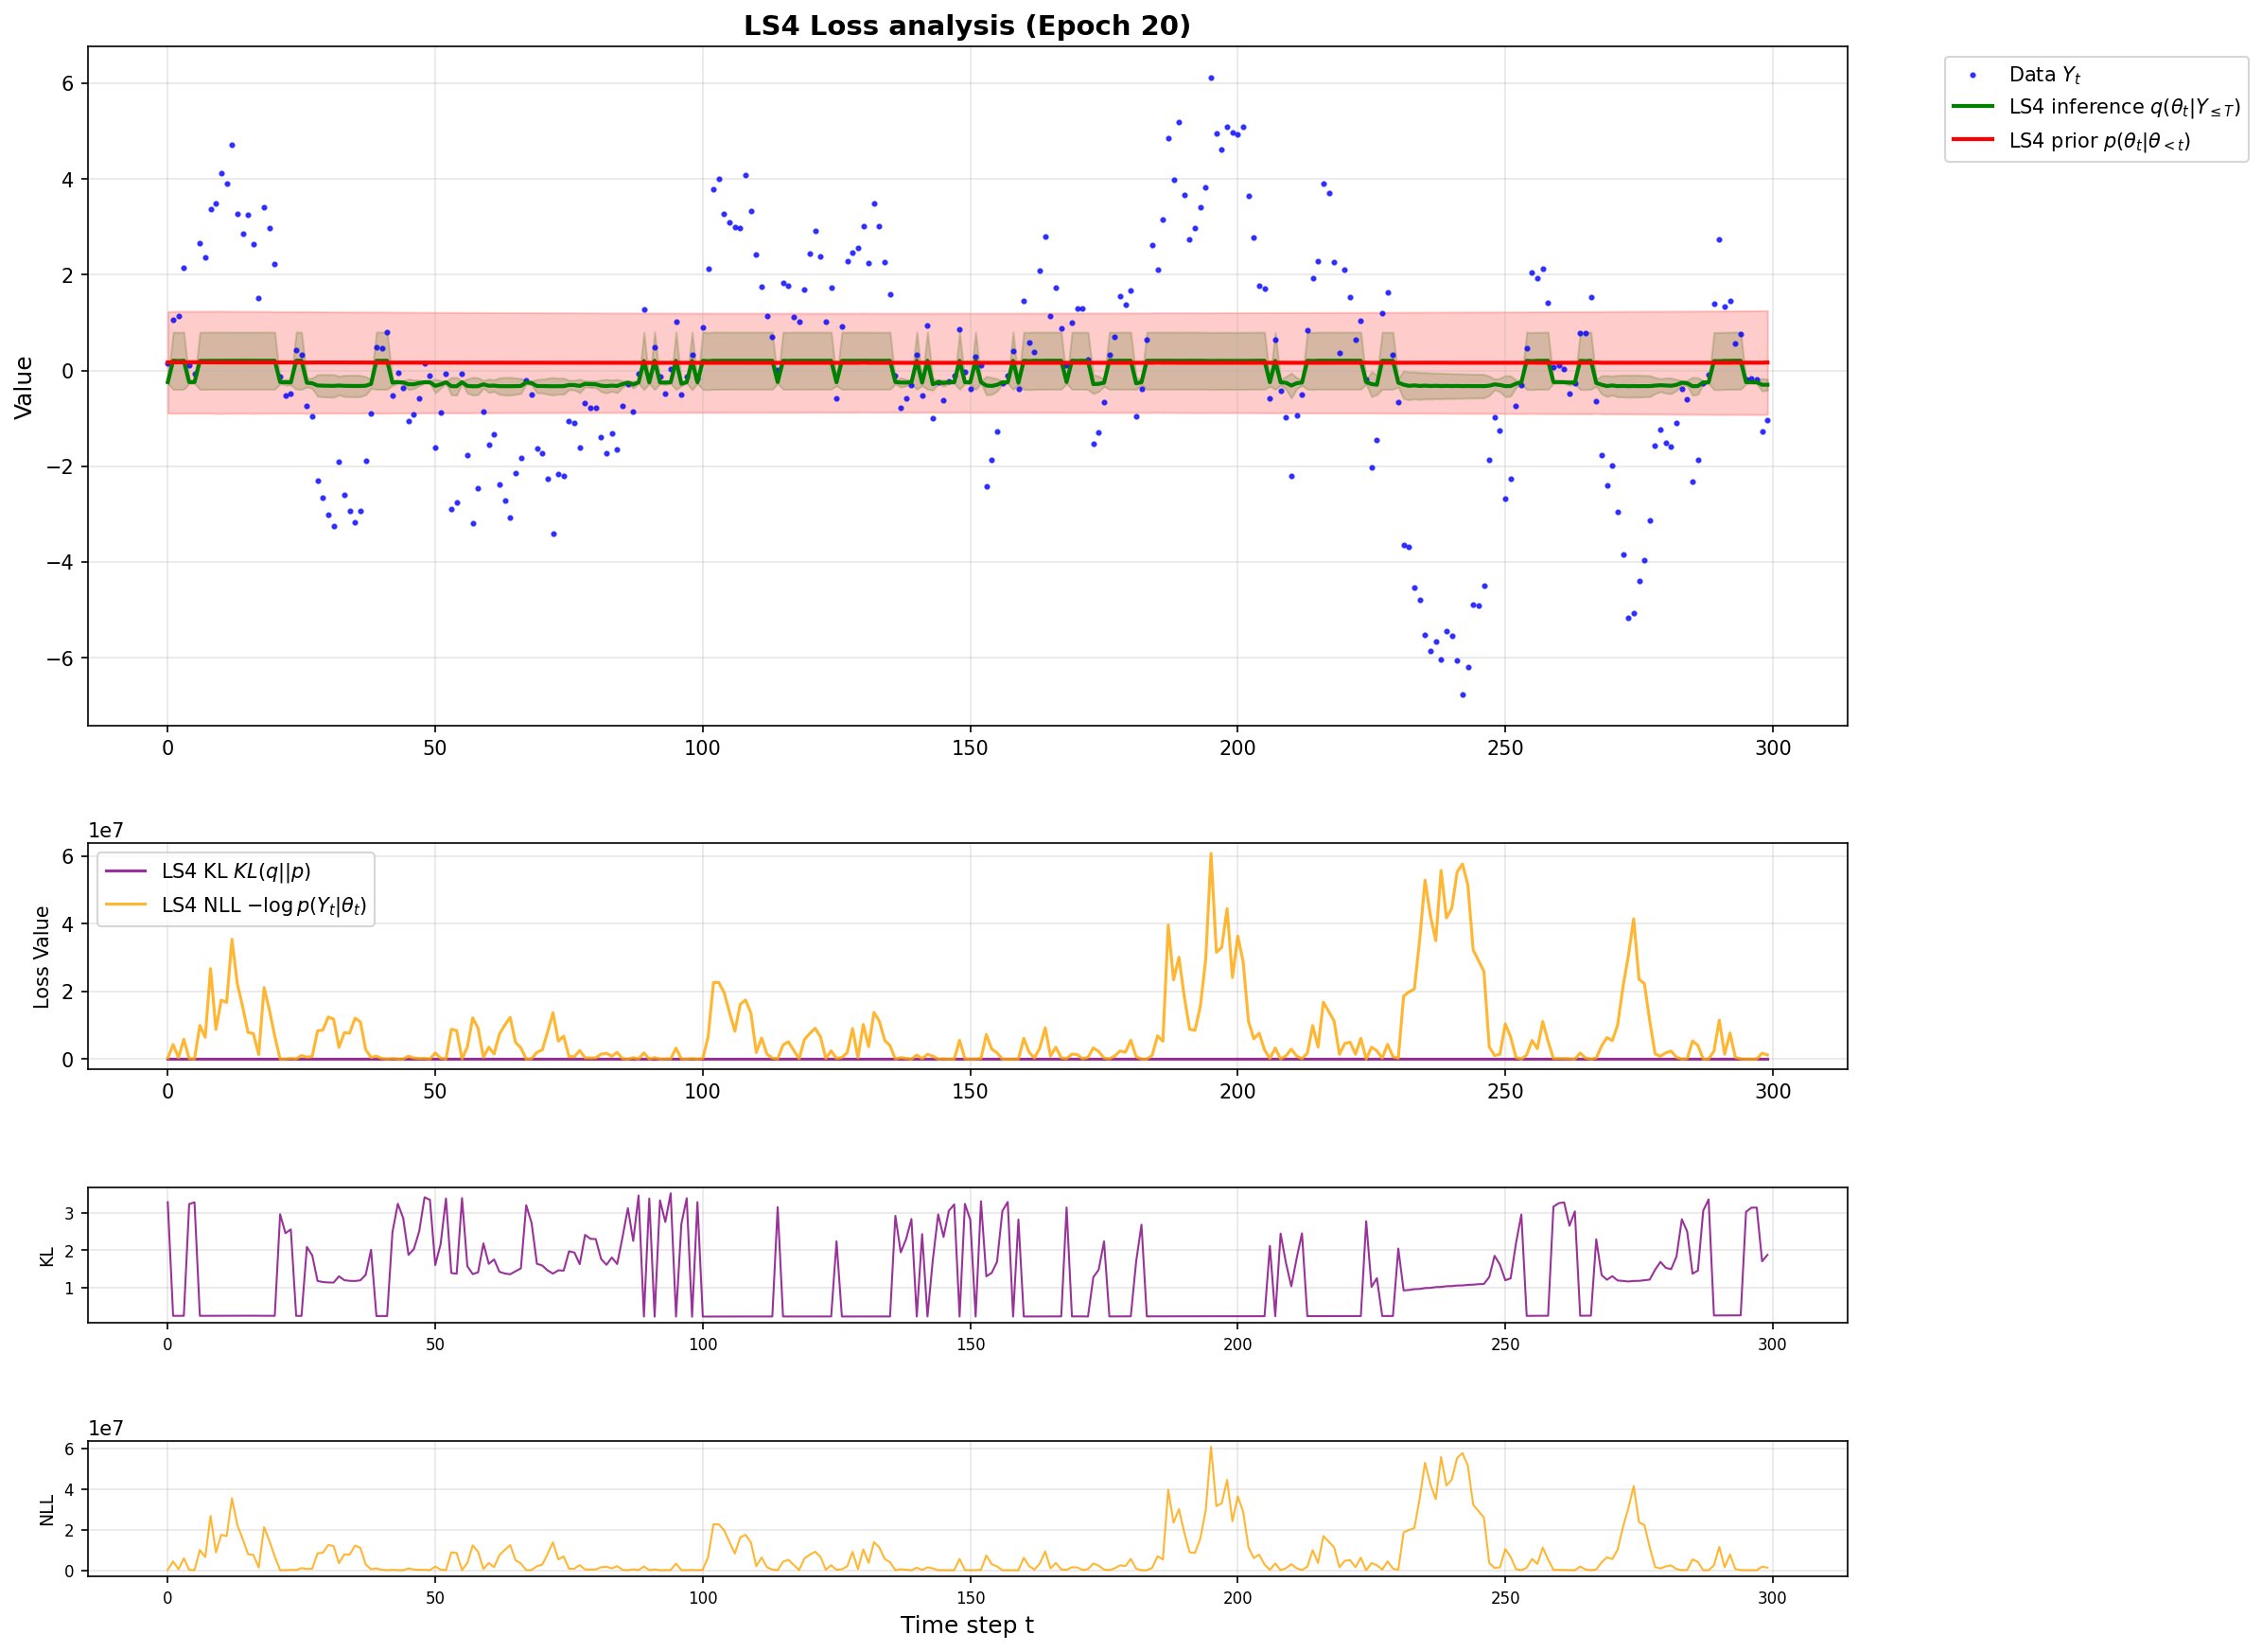 LS4 Loss analysis (Epoch 20)
Value
6
4
2
0
−2
−4
−6
0 50 100 150 200 250 300
Data Y_t
LS4 inference q(θ_t|Y_{≤T})
LS4 prior p(θ_t|θ_{<t})
1e7
Loss Value
6
4
2
0
LS4 KL KL(q||p)
LS4 NLL −log p(Y_t|θ_t)
0 50 100 150 200 250 300
KL
3
2
1
0 50 100 150 200 250 300
1e7
NLL
6
4
2
0
0 50 100 150 200 250 300
Time step t